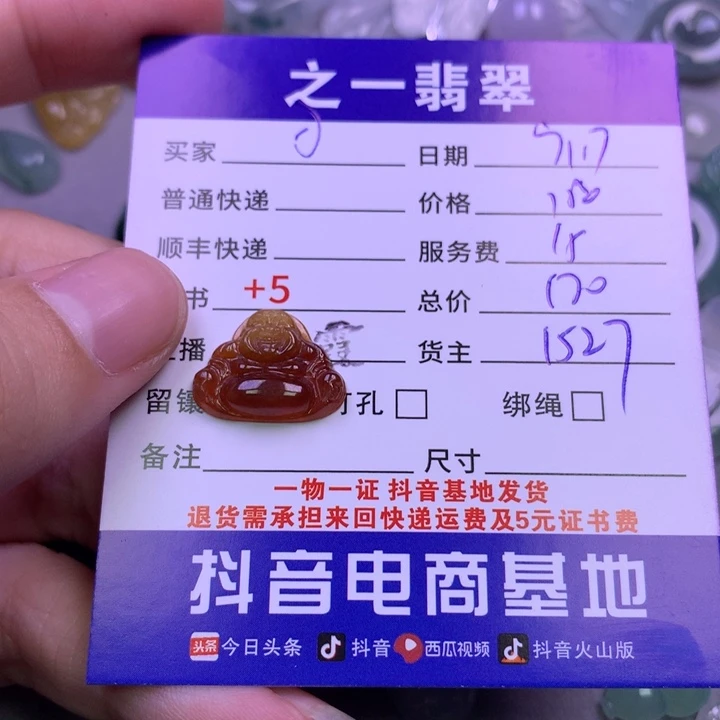 之一翡翠
买家 日期
普通快递 价格
顺丰快递 服务费 15
书 +5 总价 170
播 货主 1527
留镶 打孔 绑绳
备注 尺寸
一物一证 抖音基地发货
退货需承担来回快递运费及5元证书费
抖音电商基地
头条 今日头条 抖音 西瓜视频 抖音火山版